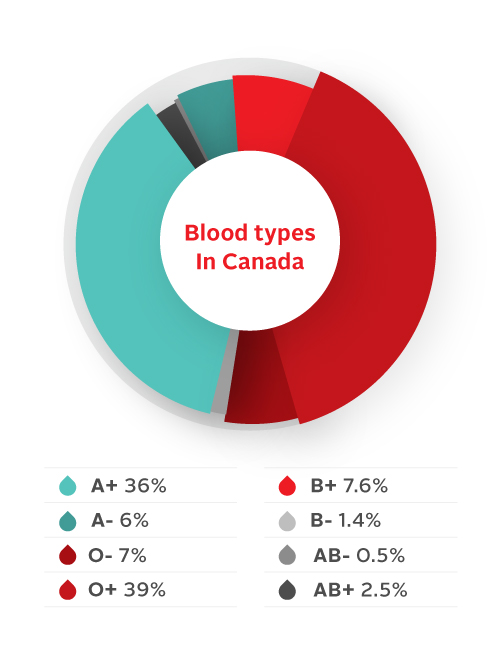 Blood types
In Canada
A+ 36%
A- 6%
O- 7%
O+ 39%
B+ 7.6%
B- 1.4%
AB- 0.5%
AB+ 2.5%